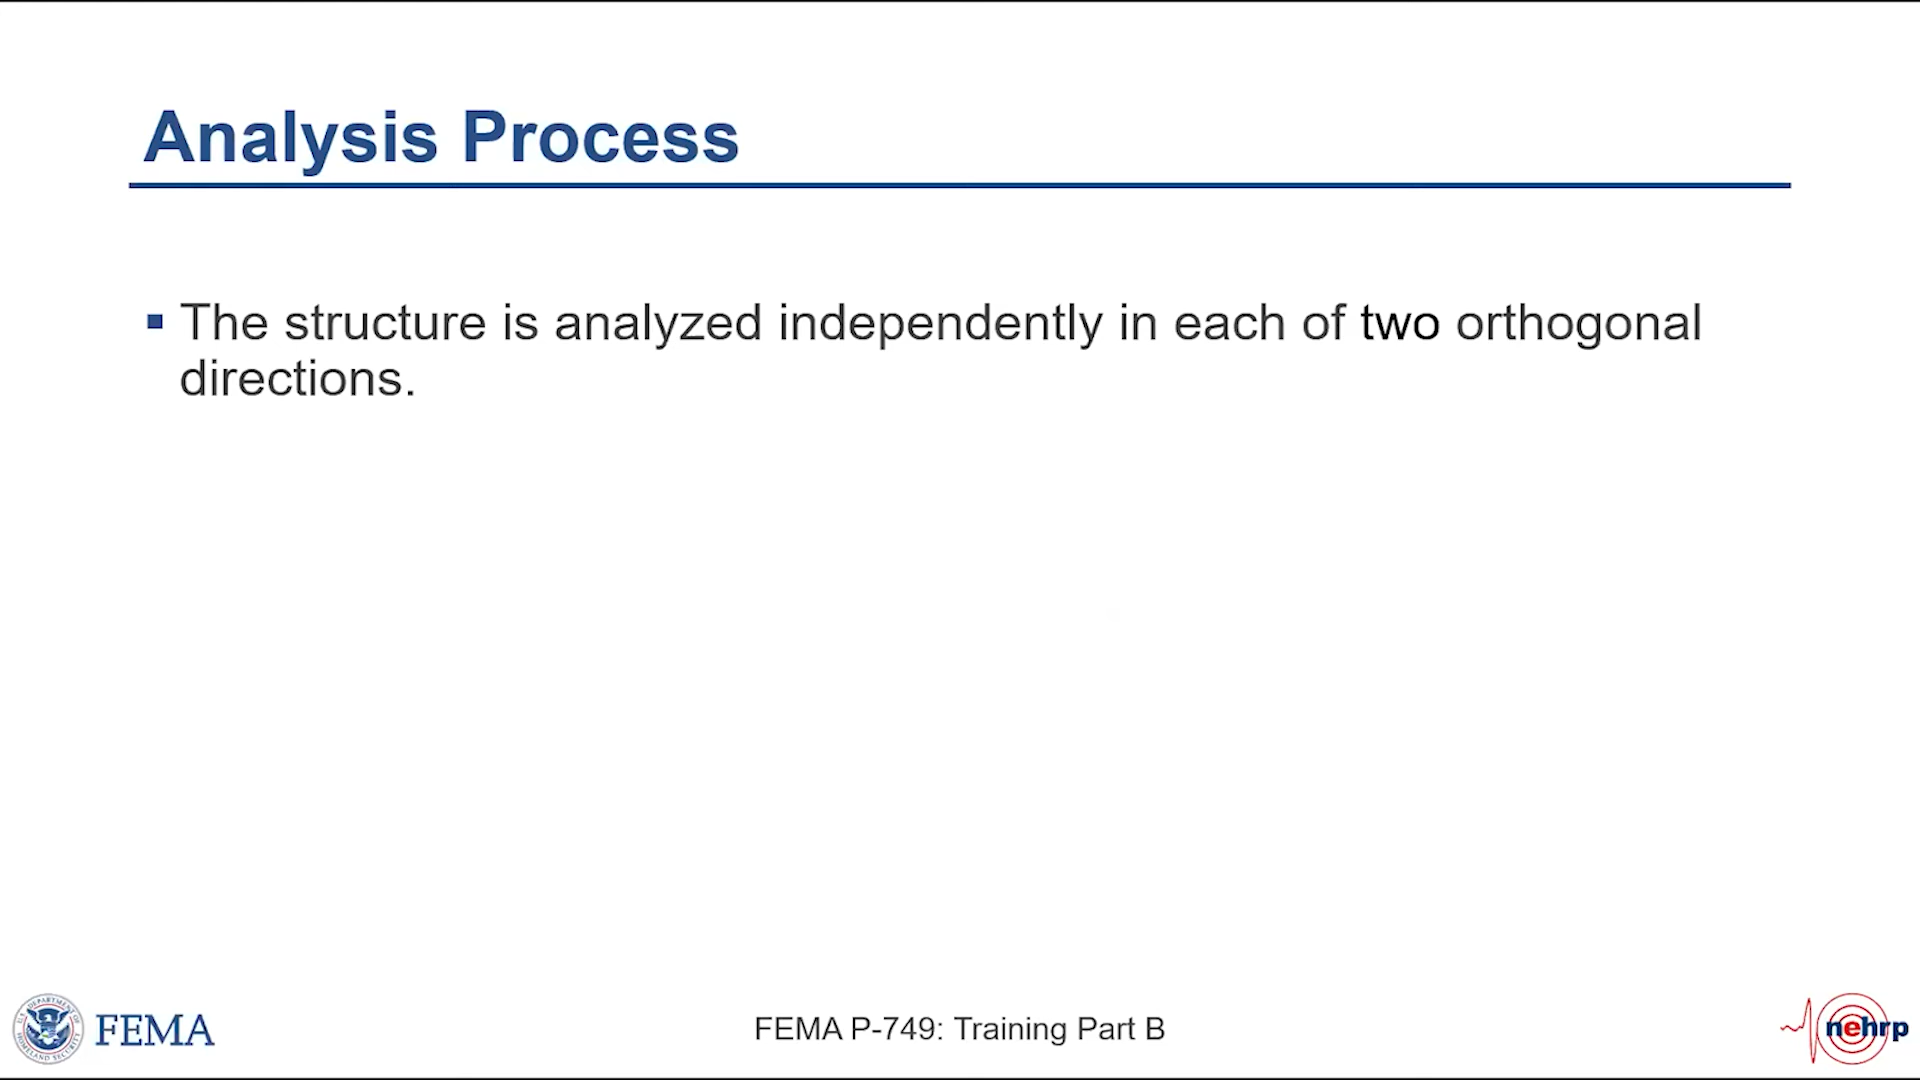 Analysis Process
▪ The structure is analyzed independently in each of two orthogonal
directions.
FEMA
FEMA P-749: Training Part B
nehrp